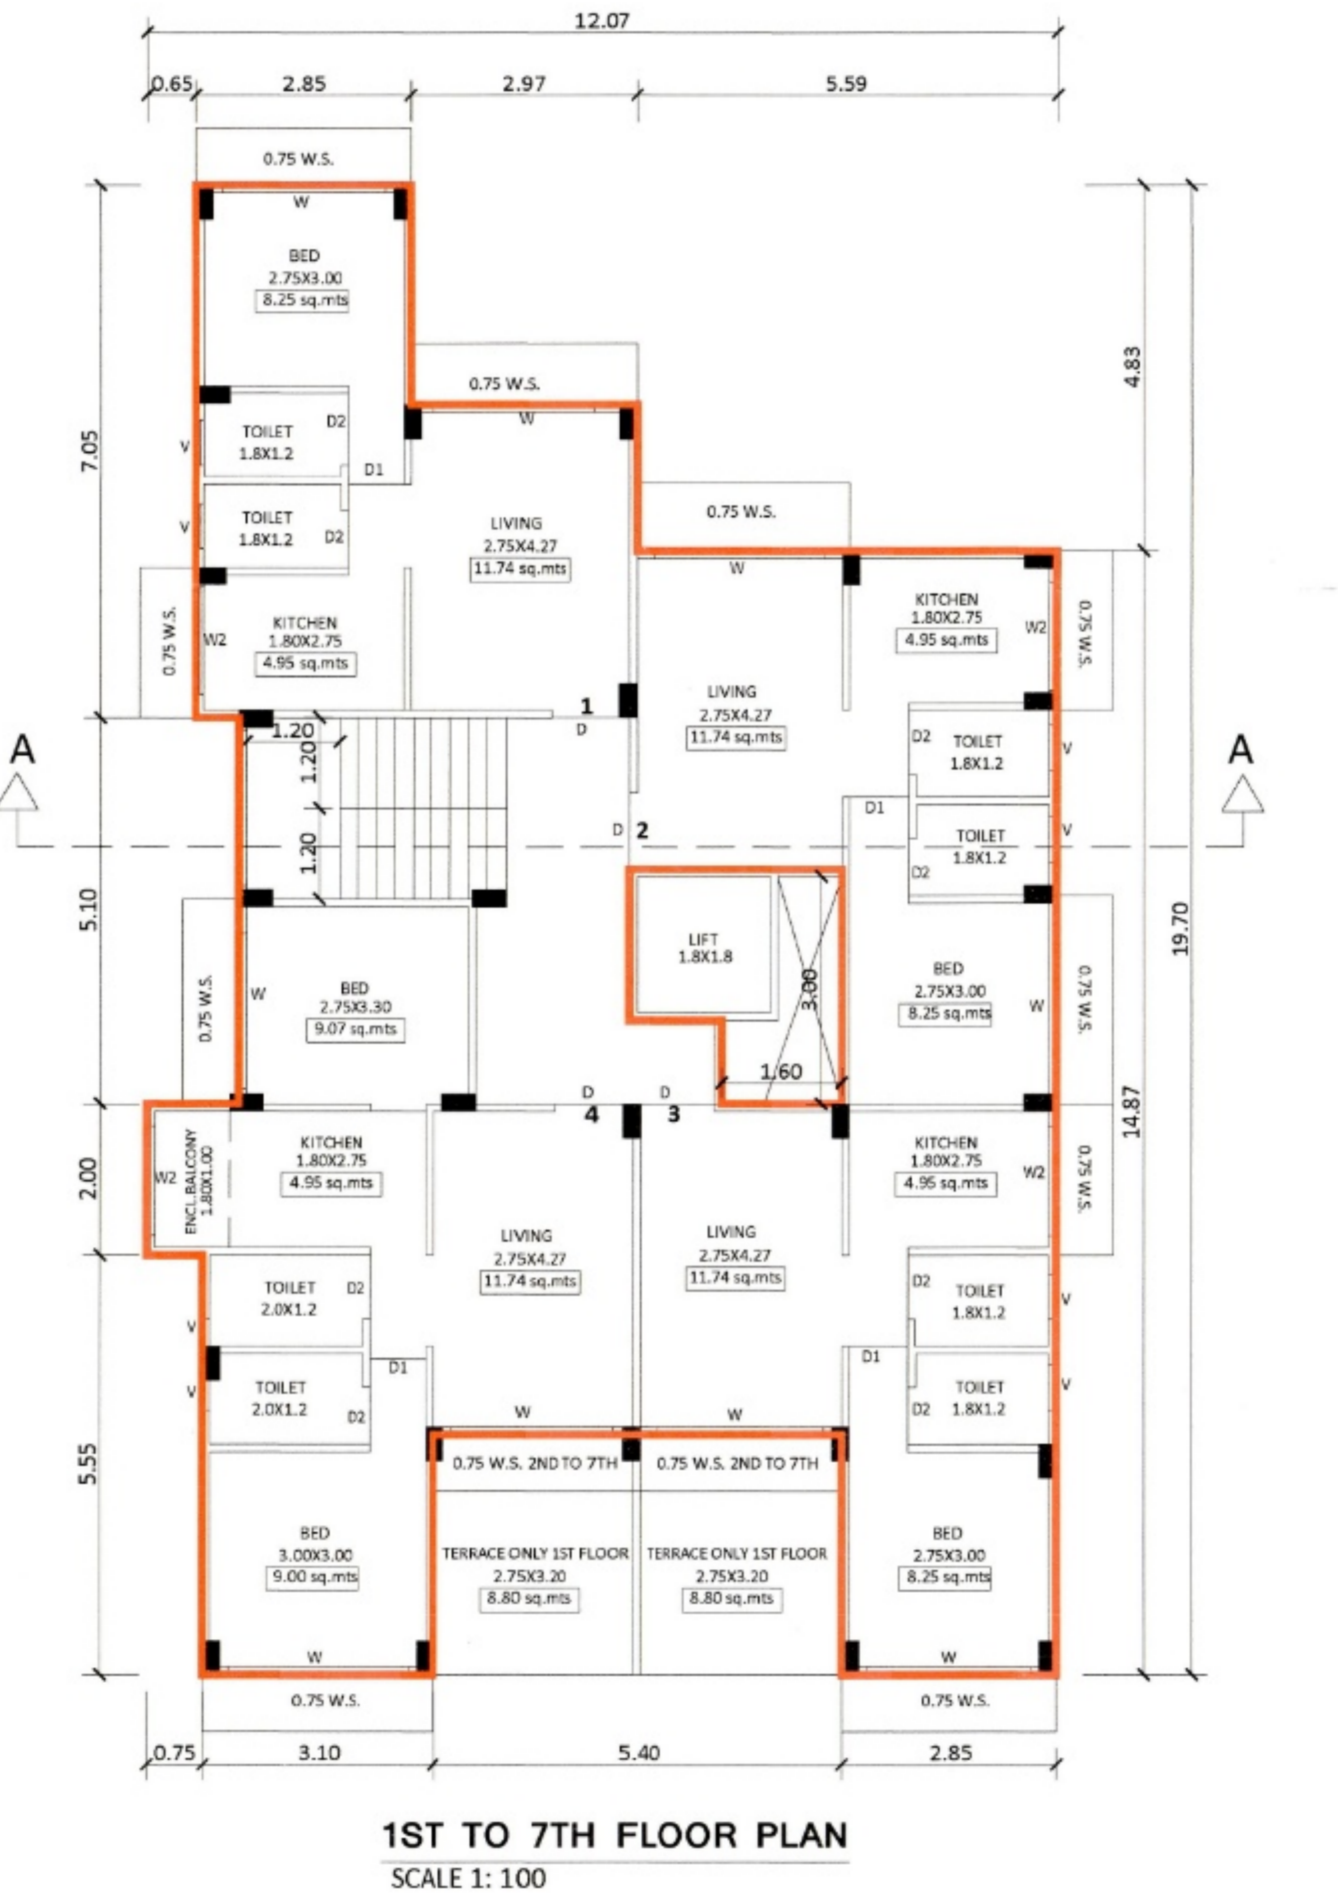 12.07
0.65 2.85 2.97 5.59
0.75 W.S.
W
BED
2.75X3.00
8.25 sq.mts
0.75 W.S.
W
4.83
7.05
V
TOILET
1.8X1.2
D2
D1
V
TOILET
1.8X1.2
D2
LIVING
2.75X4.27
11.74 sq.mts
0.75 W.S.
W
0.75 W.S.
W2
KITCHEN
1.80X2.75
4.95 sq.mts
KITCHEN
1.80X2.75
4.95 sq.mts
W2
0.75 W.S.
LIVING
2.75X4.27
11.74 sq.mts
1
D
A
1.20
1.20
1.20
D2
TOILET
1.8X1.2
V
A
D1
D 2
TOILET
1.8X1.2
D2
V
5.10
19.70
0.75 W.S.
W
BED
2.75X3.30
9.07 sq.mts
LIFT
1.8X1.8
3.00
1.60
BED
2.75X3.00
8.25 sq.mts
W
0.75 W.S.
14.87
D
4
D
3
2.00
W2
ENCL.BALCONY
1.80X1.00
KITCHEN
1.80X2.75
4.95 sq.mts
KITCHEN
1.80X2.75
4.95 sq.mts
W2
0.75 W.S.
LIVING
2.75X4.27
11.74 sq.mts
LIVING
2.75X4.27
11.74 sq.mts
TOILET
2.0X1.2
D2
V
D2
TOILET
1.8X1.2
V
D1
D1
V
TOILET
2.0X1.2
D2
TOILET
1.8X1.2
D2
V
W
W
5.55
0.75 W.S. 2ND TO 7TH
0.75 W.S. 2ND TO 7TH
BED
3.00X3.00
9.00 sq.mts
TERRACE ONLY 1ST FLOOR
2.75X3.20
8.80 sq.mts
TERRACE ONLY 1ST FLOOR
2.75X3.20
8.80 sq.mts
BED
2.75X3.00
8.25 sq.mts
W
W
0.75 W.S.
0.75 W.S.
0.75 3.10 5.40 2.85
1ST TO 7TH FLOOR PLAN
SCALE 1: 100